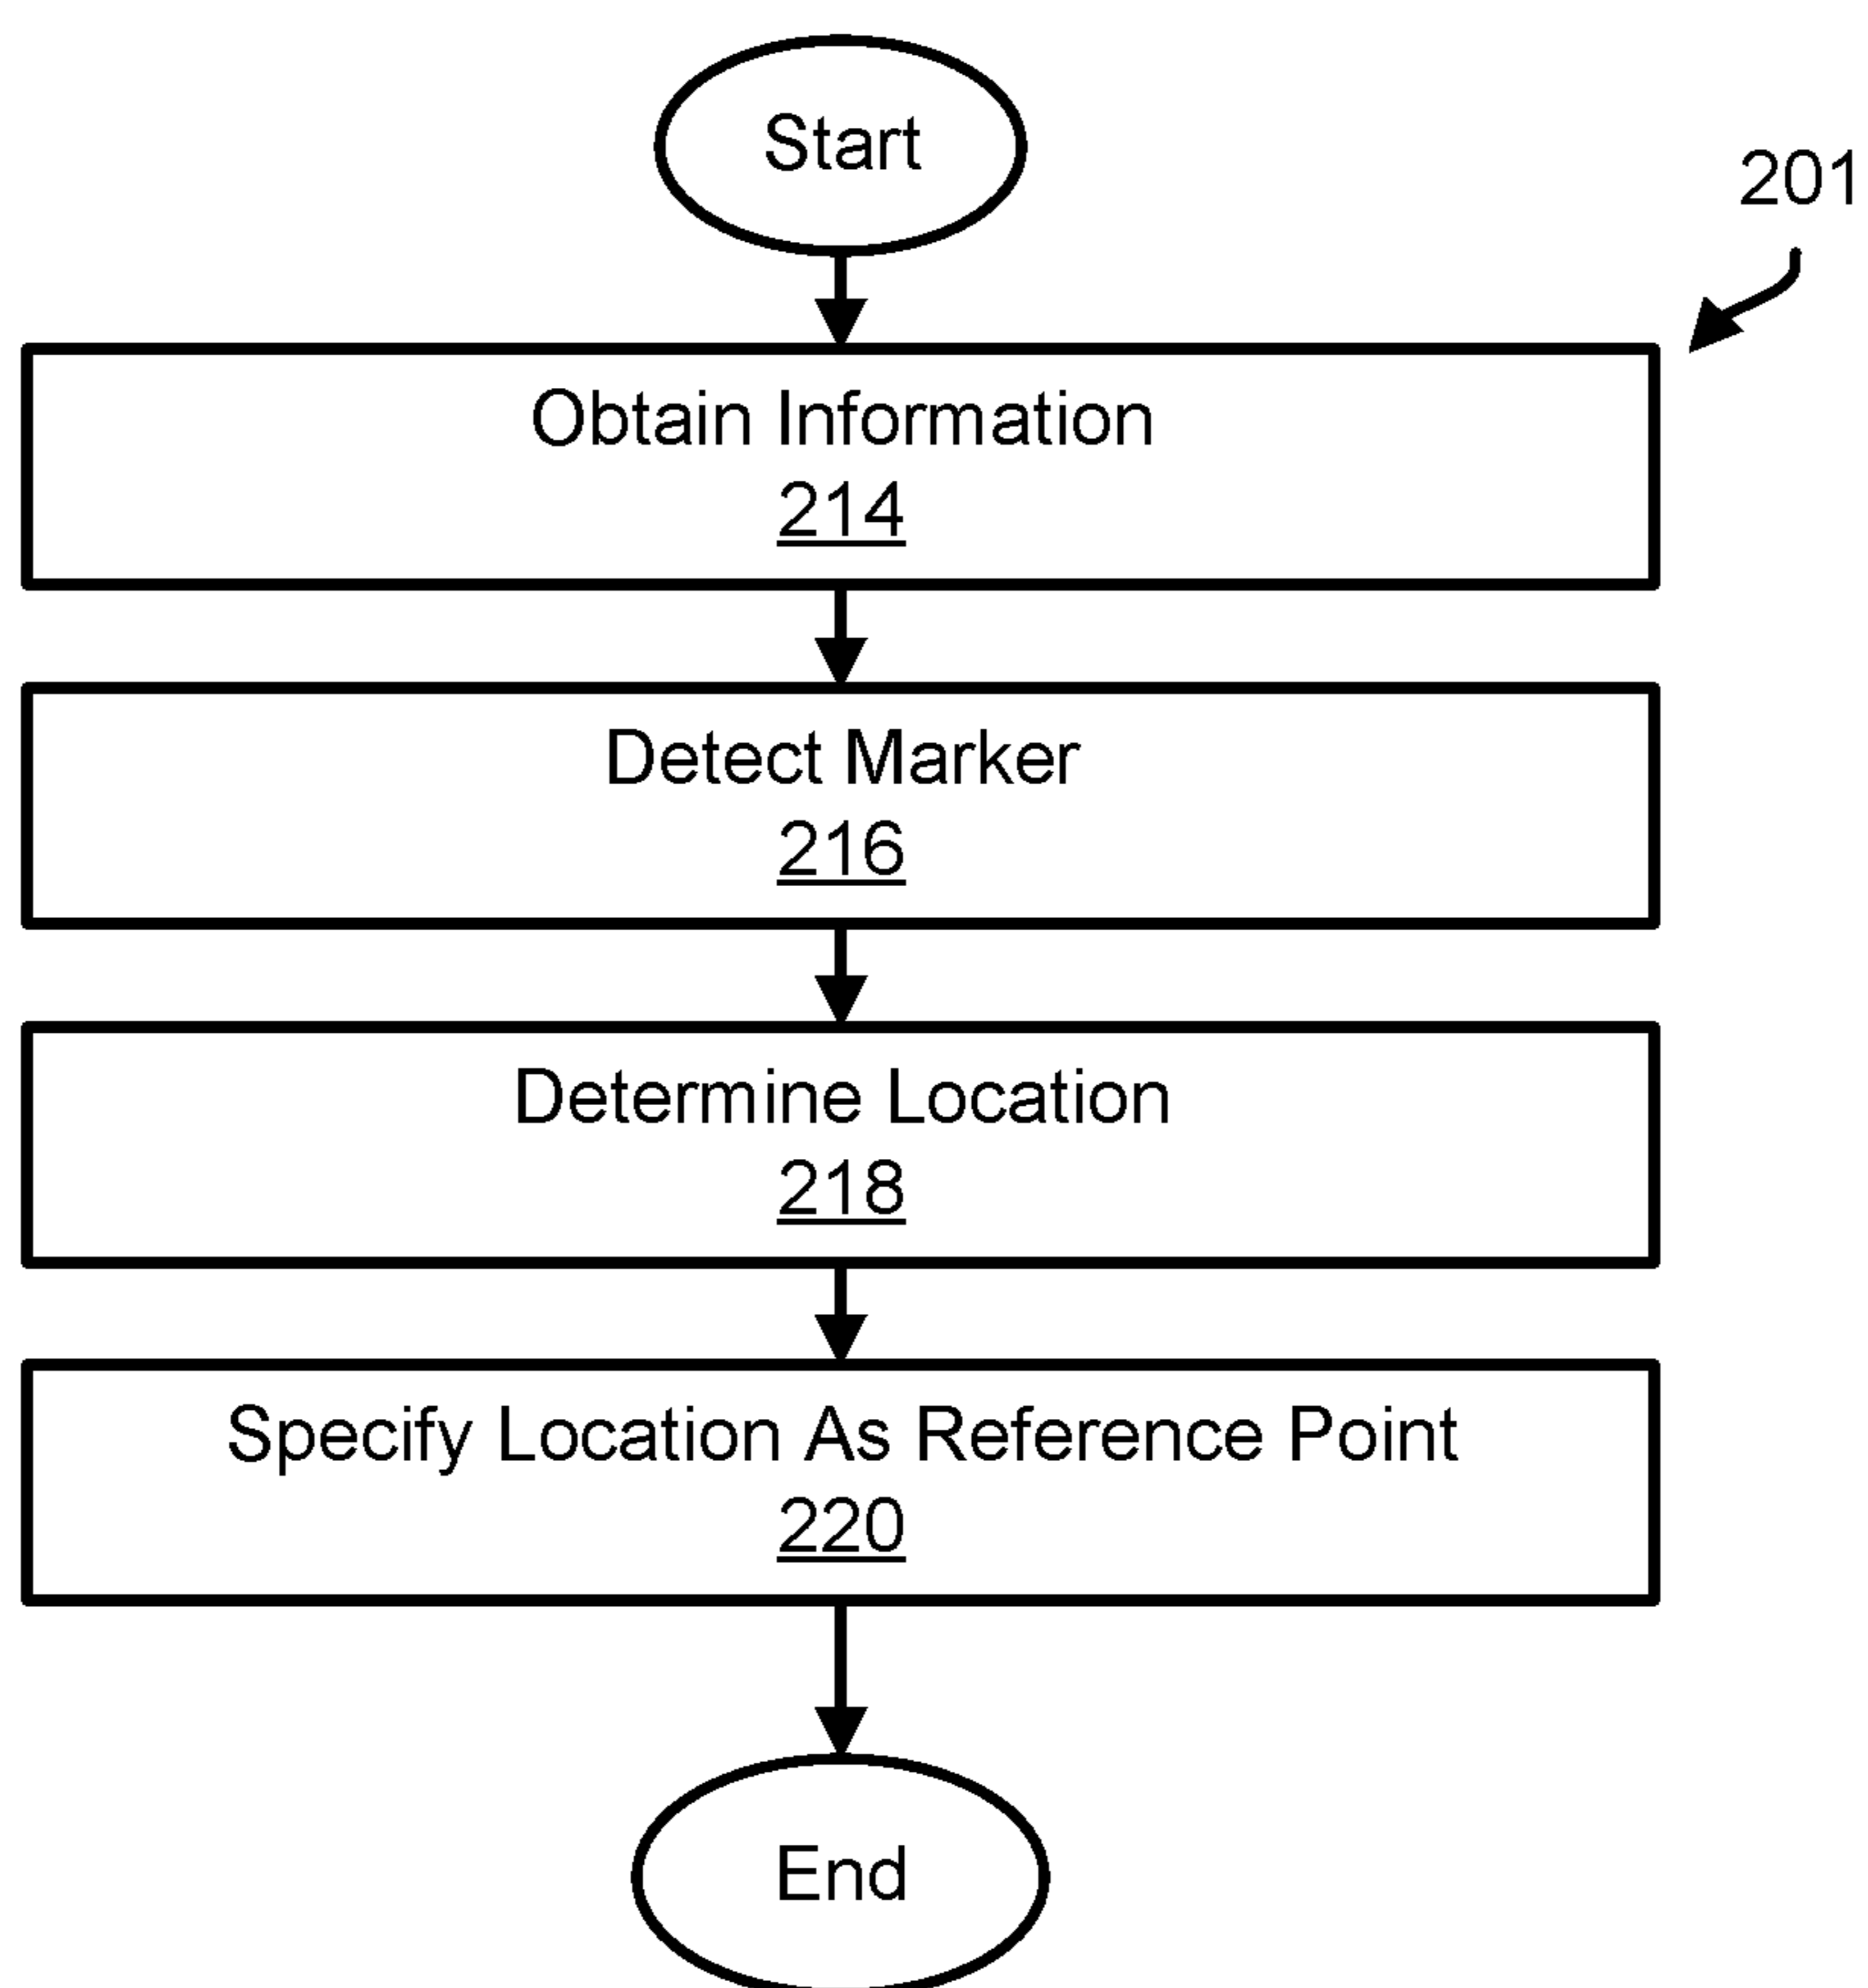 Start
201
Obtain Information
214
Detect Marker
216
Determine Location
218
Specify Location As Reference Point
220
End